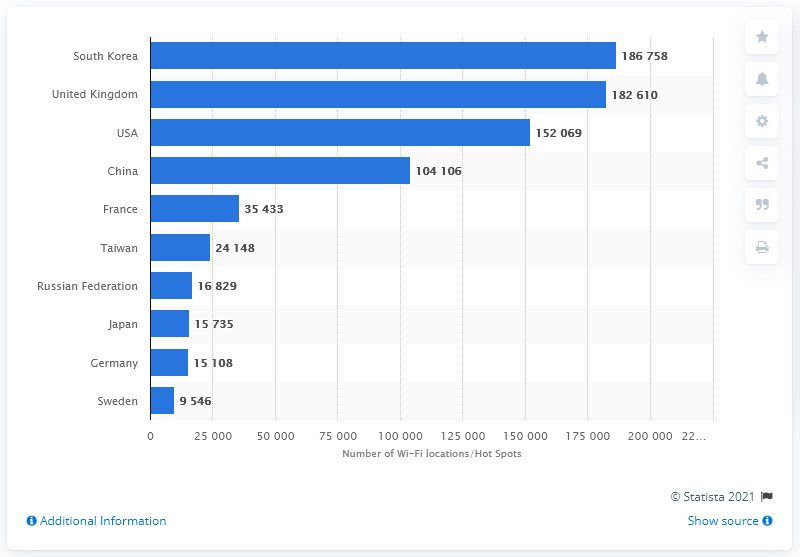 South Korea 186 758
United Kingdom 182 610
USA 152 069
China 104 106
France 35 433
Taiwan 24 148
Russian Federation 16 829
Japan 15 735
Germany 15 108
Sweden 9 546
0 25 000 50 000 75 000 100 000 125 000 150 000 175 000 200 000 22...
Number of Wi-Fi locations/Hot Spots
© Statista 2021
Additional Information Show source